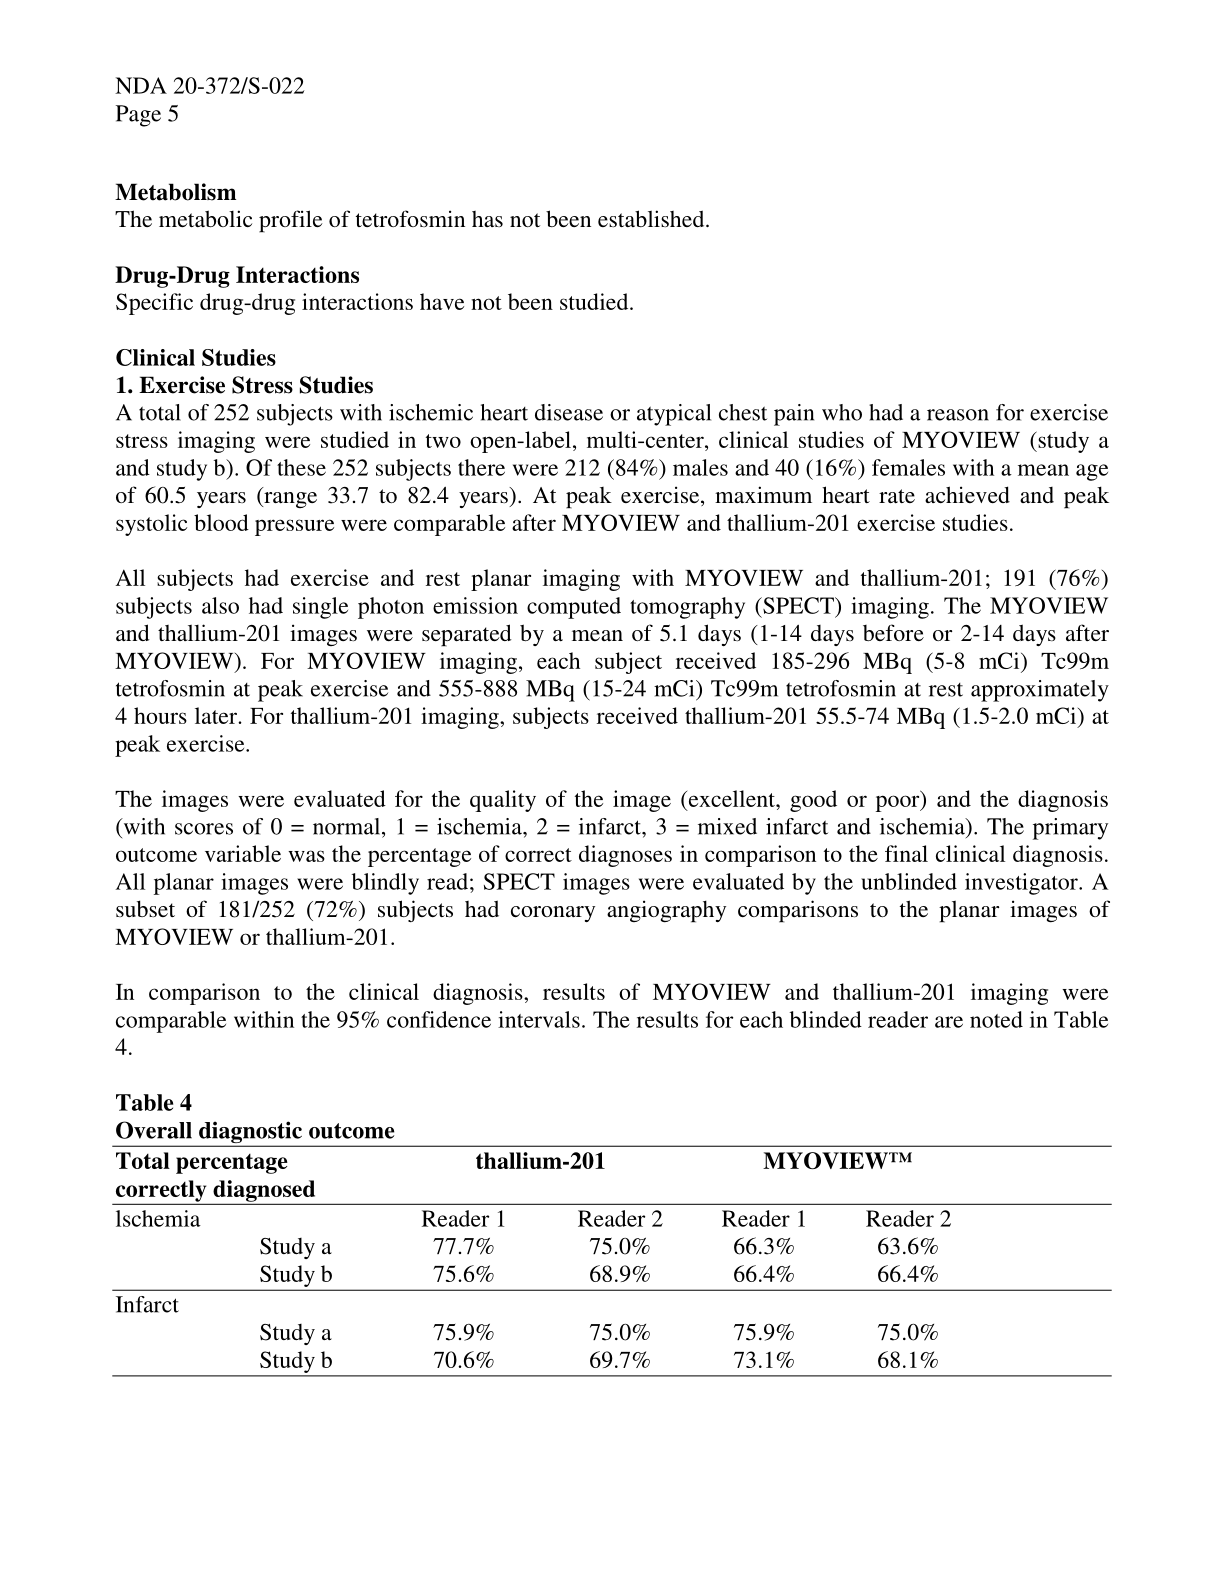 NDA 20-372/S-022
Page 5
Metabolism
The metabolic profile of tetrofosmin has not been established.
Drug-Drug Interactions
Specific drug-drug interactions have not been studied.
Clinical Studies
1. Exercise Stress Studies
A total of 252 subjects with ischemic heart disease or atypical chest pain who had a reason for exercise
stress imaging were studied in two open-label, multi-center, clinical studies of MYOVIEW (study a
and study b). Of these 252 subjects there were 212 (84%) males and 40 (16%) females with a mean age
of 60.5 years (range 33.7 to 82.4 years). At peak exercise, maximum heart rate achieved and peak
systolic blood pressure were comparable after MYOVIEW and thallium-201 exercise studies.
All subjects had exercise and rest planar imaging with MYOVIEW and thallium-201; 191 (76%)
subjects also had single photon emission computed tomography (SPECT) imaging. The MYOVIEW
and thallium-201 images were separated by a mean of 5.1 days (1-14 days before or 2-14 days after
MYOVIEW). For MYOVIEW imaging, each subject received 185-296 MBq (5-8 mCi) Tc99m
tetrofosmin at peak exercise and 555-888 MBq (15-24 mCi) Tc99m tetrofosmin at rest approximately
4 hours later. For thallium-201 imaging, subjects received thallium-201 55.5-74 MBq (1.5-2.0 mCi) at
peak exercise.
The images were evaluated for the quality of the image (excellent, good or poor) and the diagnosis
(with scores of 0 = normal, 1 = ischemia, 2 = infarct, 3 = mixed infarct and ischemia). The primary
outcome variable was the percentage of correct diagnoses in comparison to the final clinical diagnosis.
All planar images were blindly read; SPECT images were evaluated by the unblinded investigator. A
subset of 181/252 (72%) subjects had coronary angiography comparisons to the planar images of
MYOVIEW or thallium-201.
In comparison to the clinical diagnosis, results of MYOVIEW and thallium-201 imaging were
comparable within the 95% confidence intervals. The results for each blinded reader are noted in Table
4.
Table 4
Overall diagnostic outcome
Total percentage thallium-201 MYOVIEW™
correctly diagnosed
lschemia Reader 1 Reader 2 Reader 1 Reader 2
Study a 77.7% 75.0% 66.3% 63.6%
Study b 75.6% 68.9% 66.4% 66.4%
Infarct
Study a 75.9% 75.0% 75.9% 75.0%
Study b 70.6% 69.7% 73.1% 68.1%